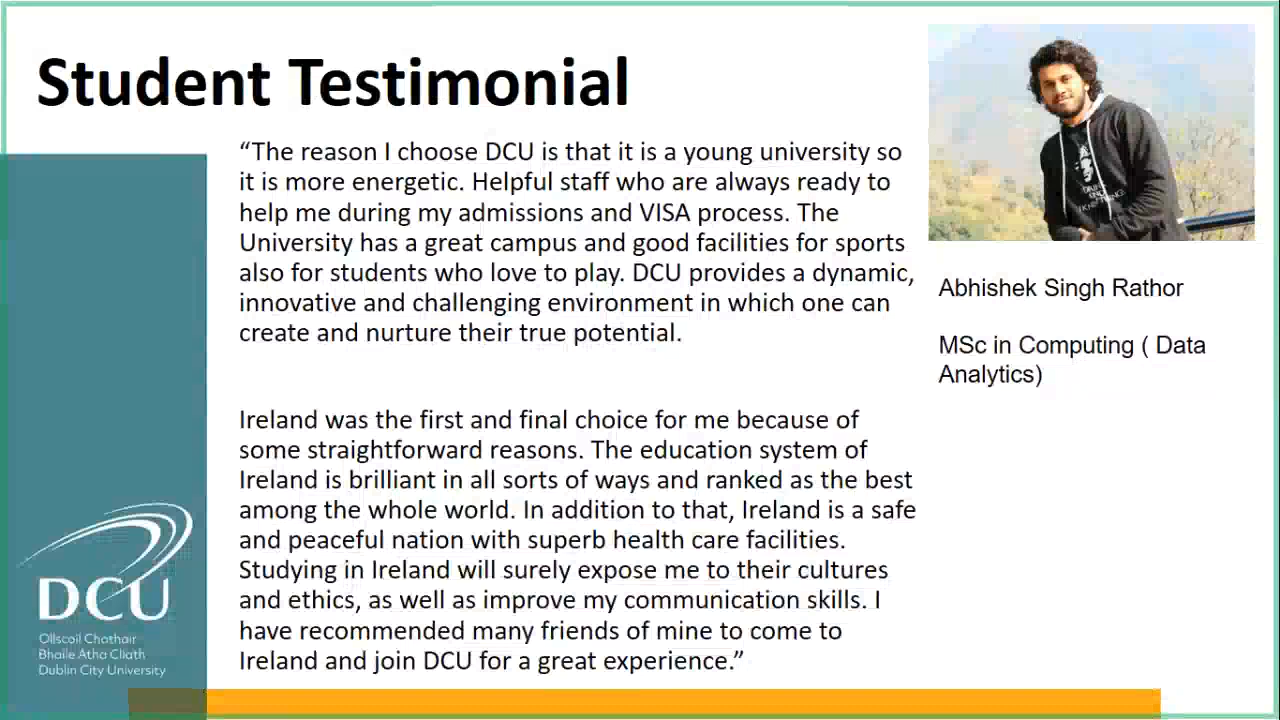 Student Testimonial
“The reason I choose DCU is that it is a young university so
it is more energetic. Helpful staff who are always ready to
help me during my admissions and VISA process. The
University has a great campus and good facilities for sports
also for students who love to play. DCU provides a dynamic,
innovative and challenging environment in which one can
create and nurture their true potential.
Ireland was the first and final choice for me because of
some straightforward reasons. The education system of
Ireland is brilliant in all sorts of ways and ranked as the best
among the whole world. In addition to that, Ireland is a safe
and peaceful nation with superb health care facilities.
Studying in Ireland will surely expose me to their cultures
and ethics, as well as improve my communication skills. I
have recommended many friends of mine to come to
Ireland and join DCU for a great experience.”
Abhishek Singh Rathor
MSc in Computing ( Data
Analytics)
DCU
Ollscoil Chathair
Bhaile Átha Cliath
Dublin City University